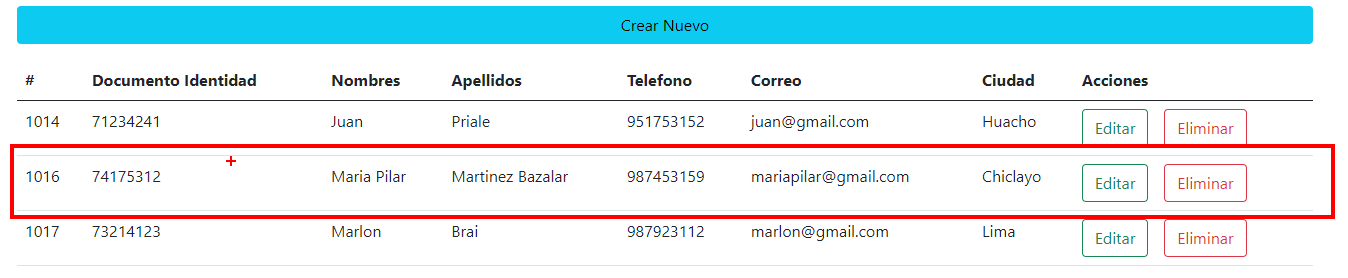 Crear Nuevo
# Documento Identidad Nombres Apellidos Telefono Correo Ciudad Acciones
1014 71234241 Juan Priale 951753152 juan@gmail.com Huacho Editar Eliminar
1016 74175312 Maria Pilar Martinez Bazalar 987453159 mariapilar@gmail.com Chiclayo Editar Eliminar
1017 73214123 Marlon Brai 987923112 marlon@gmail.com Lima Editar Eliminar